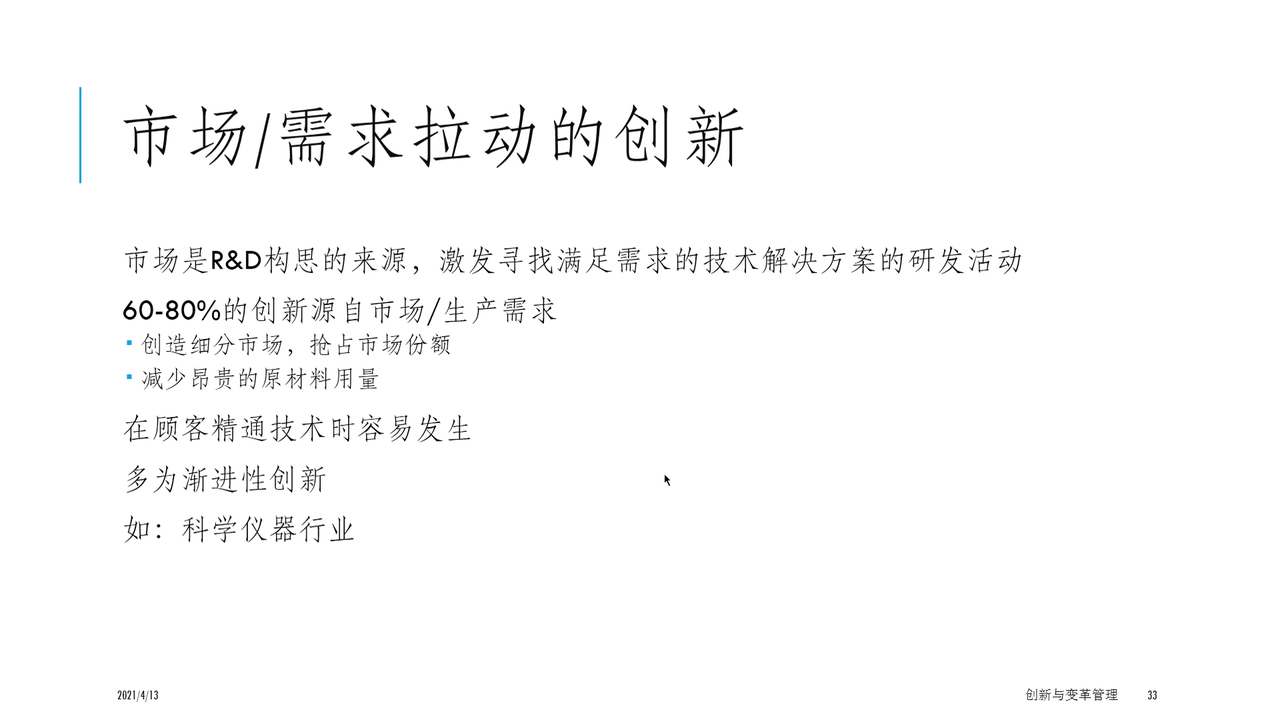 市场/需求拉动的创新
市场是R&D构思的来源，激发寻找满足需求的技术解决方案的研发活动
60-80%的创新源自市场/生产需求
▪ 创造细分市场，抢占市场份额
▪ 减少昂贵的原材料用量
在顾客精通技术时容易发生
多为渐进性创新
如：科学仪器行业
2021/4/13
创新与变革管理
33